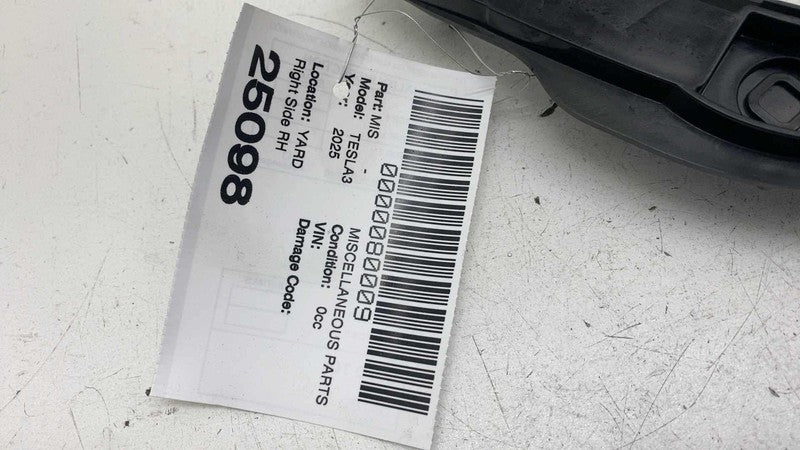 0000080009
Part: MIS - MISCELLANEOUS PARTS
Model: TESLA3 Condition: 0cc
Year: 2025 VIN:
Damage Code:
Location: YARD
Right Side RH
25098